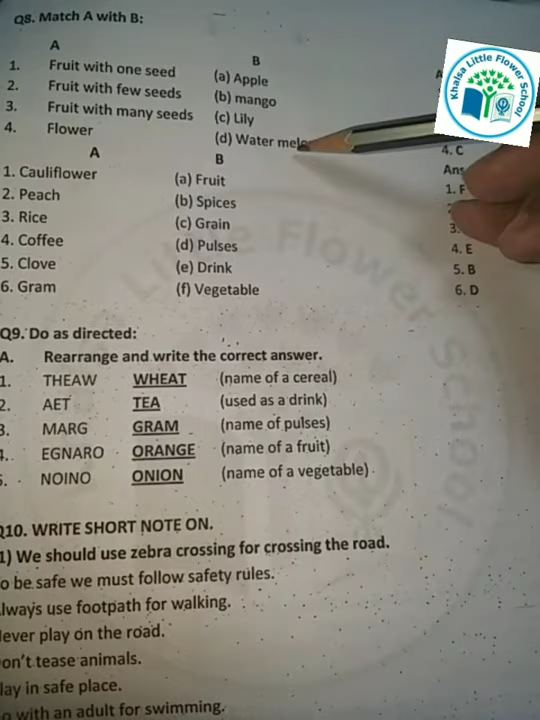 Q8. Match A with B:
A B
1. Fruit with one seed (a) Apple
2. Fruit with few seeds (b) mango
3. Fruit with many seeds (c) Lily
4. Flower (d) Water
A B
1. Cauliflower (a) Fruit
2. Peach (b) Spices
3. Rice (c) Grain
4. Coffee (d) Pulses
5. Clove (e) Drink
6. Gram (f) Vegetable
4. C
1. F
3.
4. E
5. B
6. D
Q9. Do as directed:
A. Rearrange and write the correct answer.
1. THEAW WHEAT (name of a cereal)
2. AET TEA (used as a drink)
3. MARG GRAM (name of pulses)
4. EGNARO ORANGE (name of a fruit)
5. NOINO ONION (name of a vegetable)
Q10. WRITE SHORT NOTE ON.
1) We should use zebra crossing for crossing the road.
be safe we must follow safety rules.
use footpath for walking.
play on the road.
tease animals.
in safe place.
with an adult for swimming.
Khalsa Little Flower School
Little Flower School